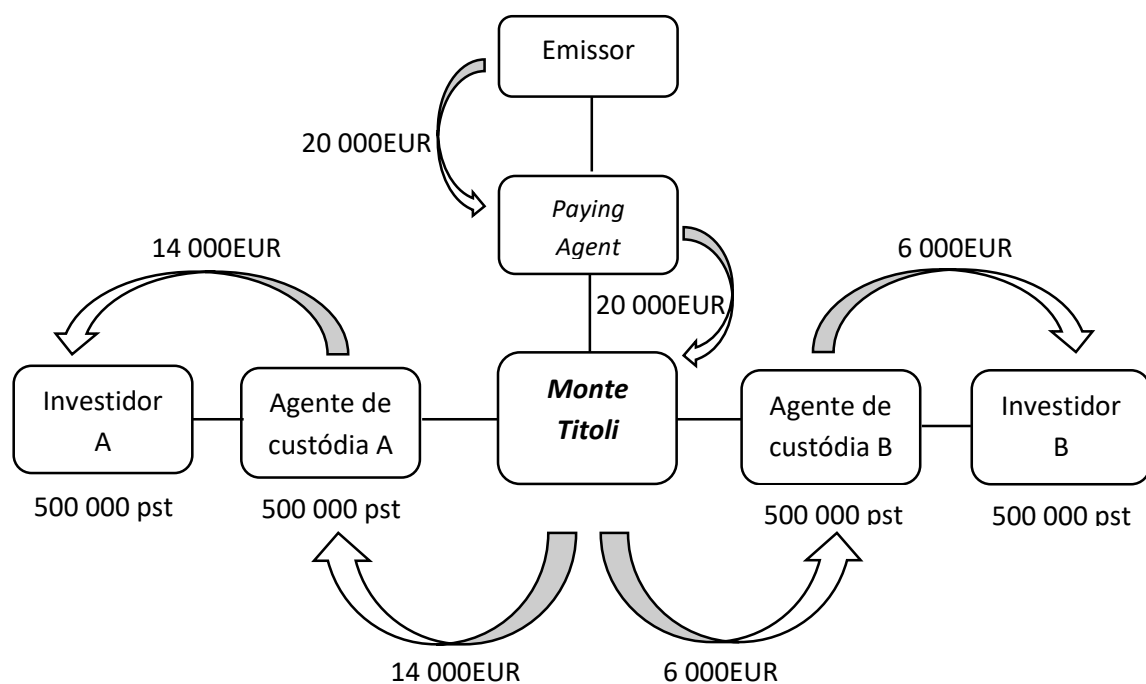 Emissor
20 000EUR
Paying
Agent
14 000EUR
6 000EUR
20 000EUR
Investidor
A
Agente de
custódia A
Monte
Titoli
Agente de
custódia B
Investidor
B
500 000 pst
500 000 pst
500 000 pst
500 000 pst
14 000EUR
6 000EUR